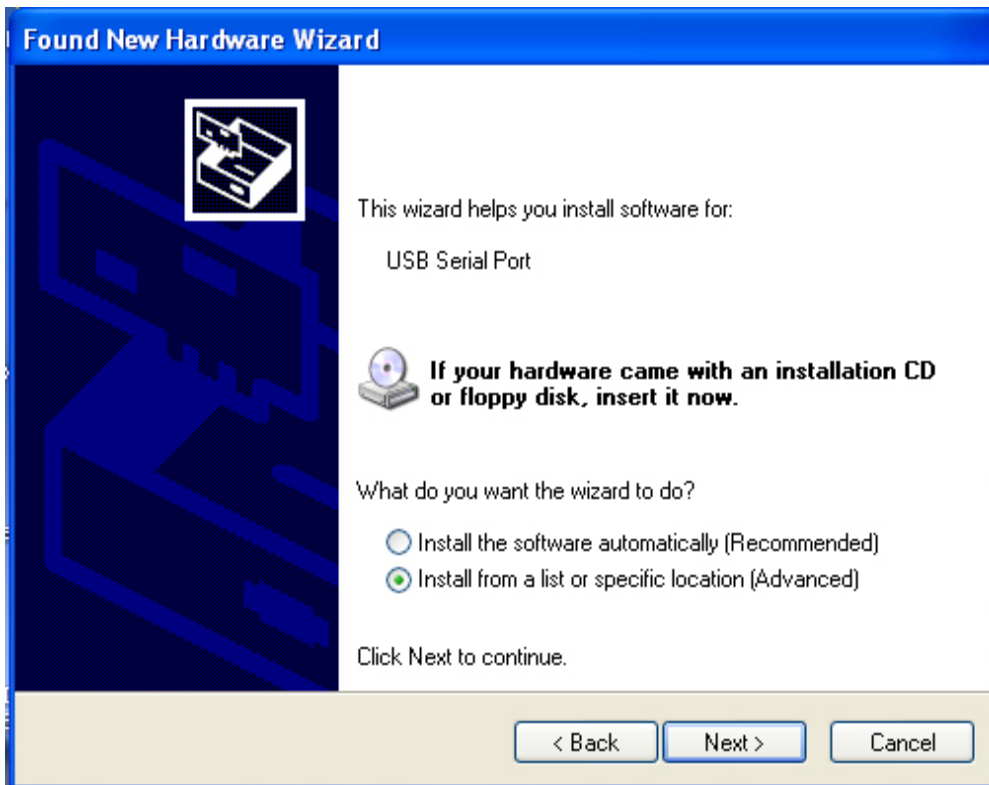 Found New Hardware Wizard
This wizard helps you install software for:
USB Serial Port
If your hardware came with an installation CD
or floppy disk, insert it now.
What do you want the wizard to do?
Install the software automatically (Recommended)
Install from a list or specific location (Advanced)
Click Next to continue.
< Back
Next >
Cancel